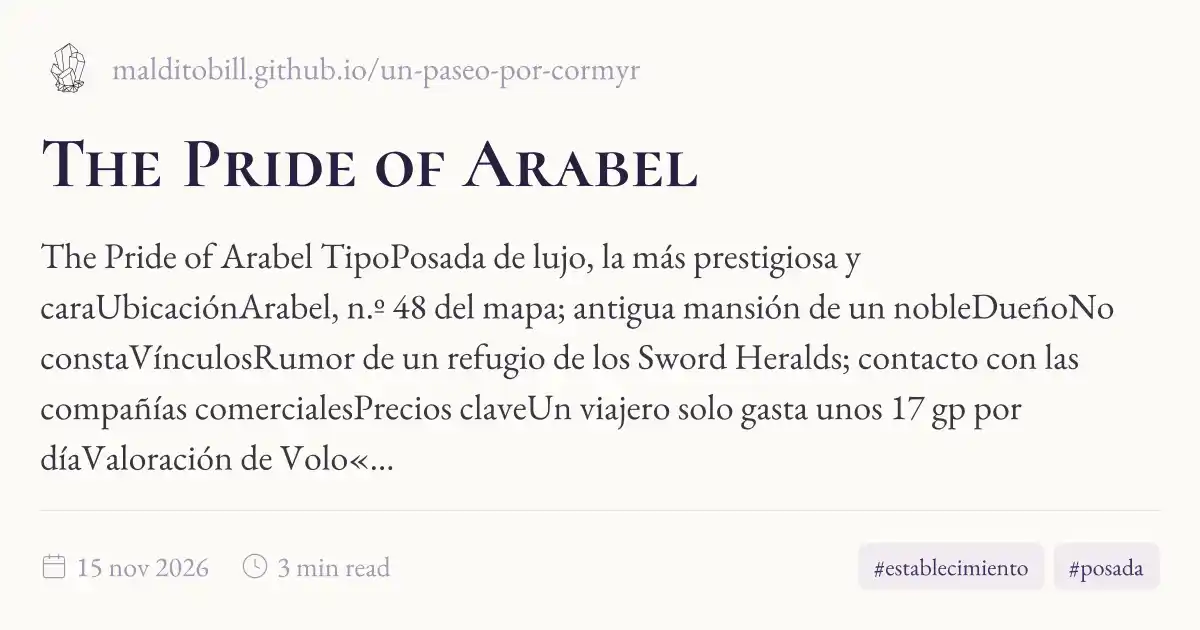 malditobill.github.io/un-paseo-por-cormyr
The Pride of Arabel
The Pride of Arabel TipoPosada de lujo, la más prestigiosa y
caraUbicaciónArabel, n.º 48 del mapa; antigua mansión de un nobleDueñoNo
constaVínculosRumor de un refugio de los Sword Heralds; contacto con las
compañías comercialesPrecios claveUn viajero solo gasta unos 17 gp por
díaValoración de Volo«...
15 nov 2026
3 min read
#establecimiento
#posada